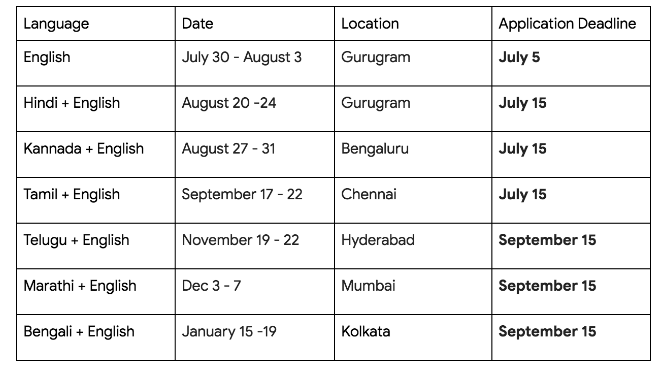 Language Date Location Application Deadline
English July 30 - August 3 Gurugram July 5
Hindi + English August 20 -24 Gurugram July 15
Kannada + English August 27 - 31 Bengaluru July 15
Tamil + English September 17 - 22 Chennai July 15
Telugu + English November 19 - 22 Hyderabad September 15
Marathi + English Dec 3 - 7 Mumbai September 15
Bengali + English January 15 -19 Kolkata September 15